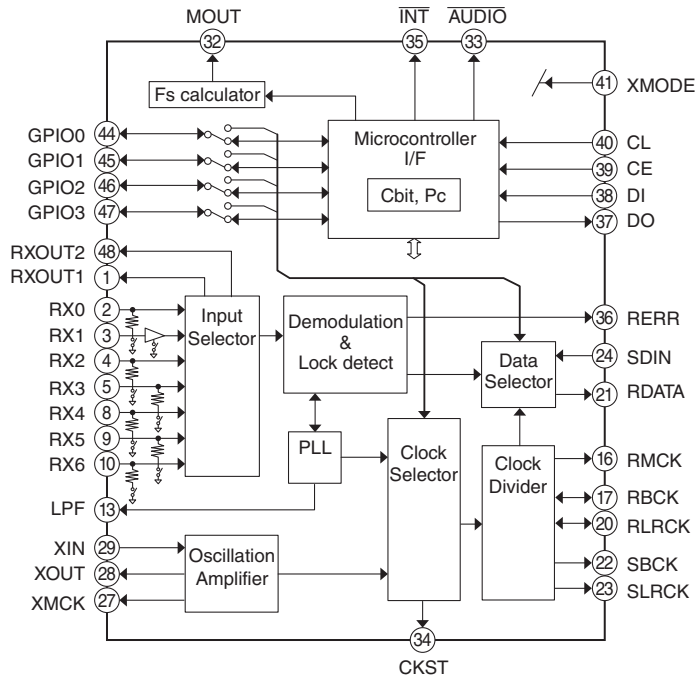 MOUT
INT
AUDIO
32
35
33
Fs calculator
41
XMODE
GPIO0
44
GPIO1
45
GPIO2
46
GPIO3
47
Microcontroller
I/F
Cbit, Pc
40
CL
39
CE
38
DI
37
DO
RXOUT2
48
RXOUT1
1
RX0
2
RX1
3
RX2
4
RX3
5
RX4
8
RX5
9
RX6
10
LPF
13
XIN
29
XOUT
28
XMCK
27
Input
Selector
Demodulation
&
Lock detect
PLL
Oscillation
Amplifier
Clock
Selector
Data
Selector
Clock
Divider
36
RERR
24
SDIN
21
RDATA
16
RMCK
17
RBCK
20
RLRCK
22
SBCK
23
SLRCK
34
CKST